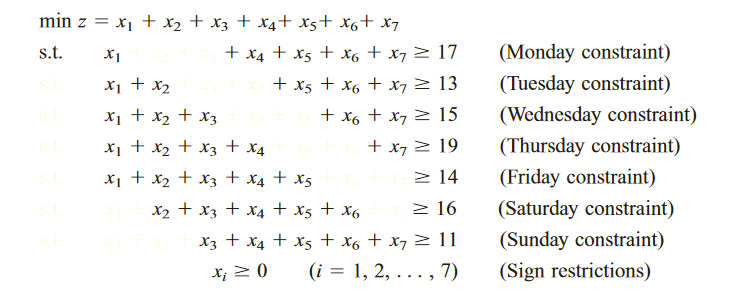 min z = x₁ + x₂ + x₃ + x₄+ x₅+ x₆+ x₇
s.t. x₁ + x₄ + x₅ + x₆ + x₇ ≥ 17 (Monday constraint)
x₁ + x₂ + x₅ + x₆ + x₇ ≥ 13 (Tuesday constraint)
x₁ + x₂ + x₃ + x₆ + x₇ ≥ 15 (Wednesday constraint)
x₁ + x₂ + x₃ + x₄ + x₇ ≥ 19 (Thursday constraint)
x₁ + x₂ + x₃ + x₄ + x₅ ≥ 14 (Friday constraint)
x₂ + x₃ + x₄ + x₅ + x₆ ≥ 16 (Saturday constraint)
x₃ + x₄ + x₅ + x₆ + x₇ ≥ 11 (Sunday constraint)
xᵢ ≥ 0 (i = 1, 2, . . . , 7) (Sign restrictions)